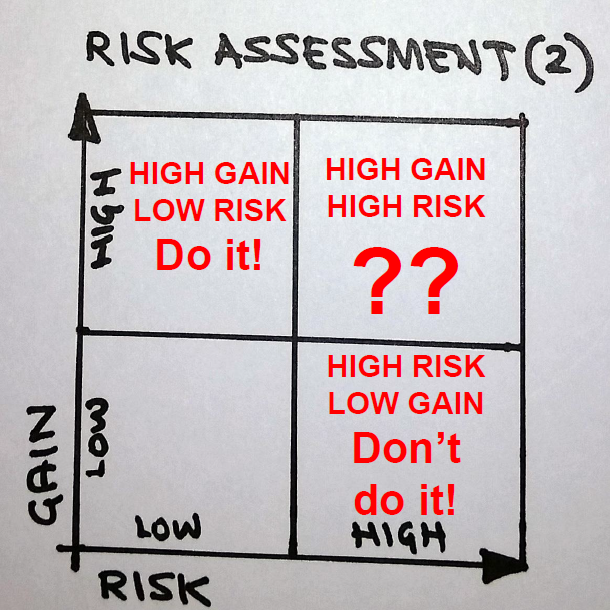 RISK ASSESSMENT (2)
HIGH
HIGH GAIN
LOW RISK
Do it!
HIGH GAIN
HIGH RISK
??
GAIN
LOW
HIGH RISK
LOW GAIN
Don’t
do it!
LOW
HIGH
RISK